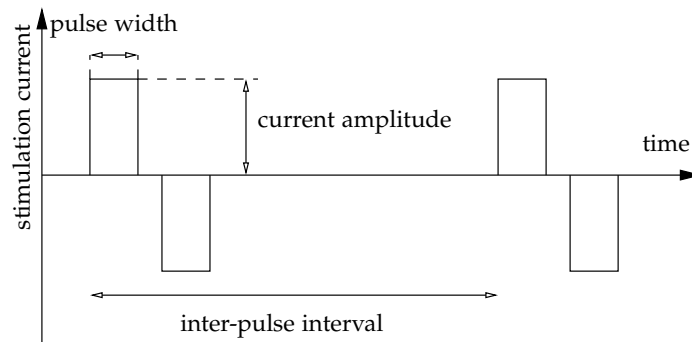 pulse width
stimulation current
current amplitude
time
inter-pulse interval